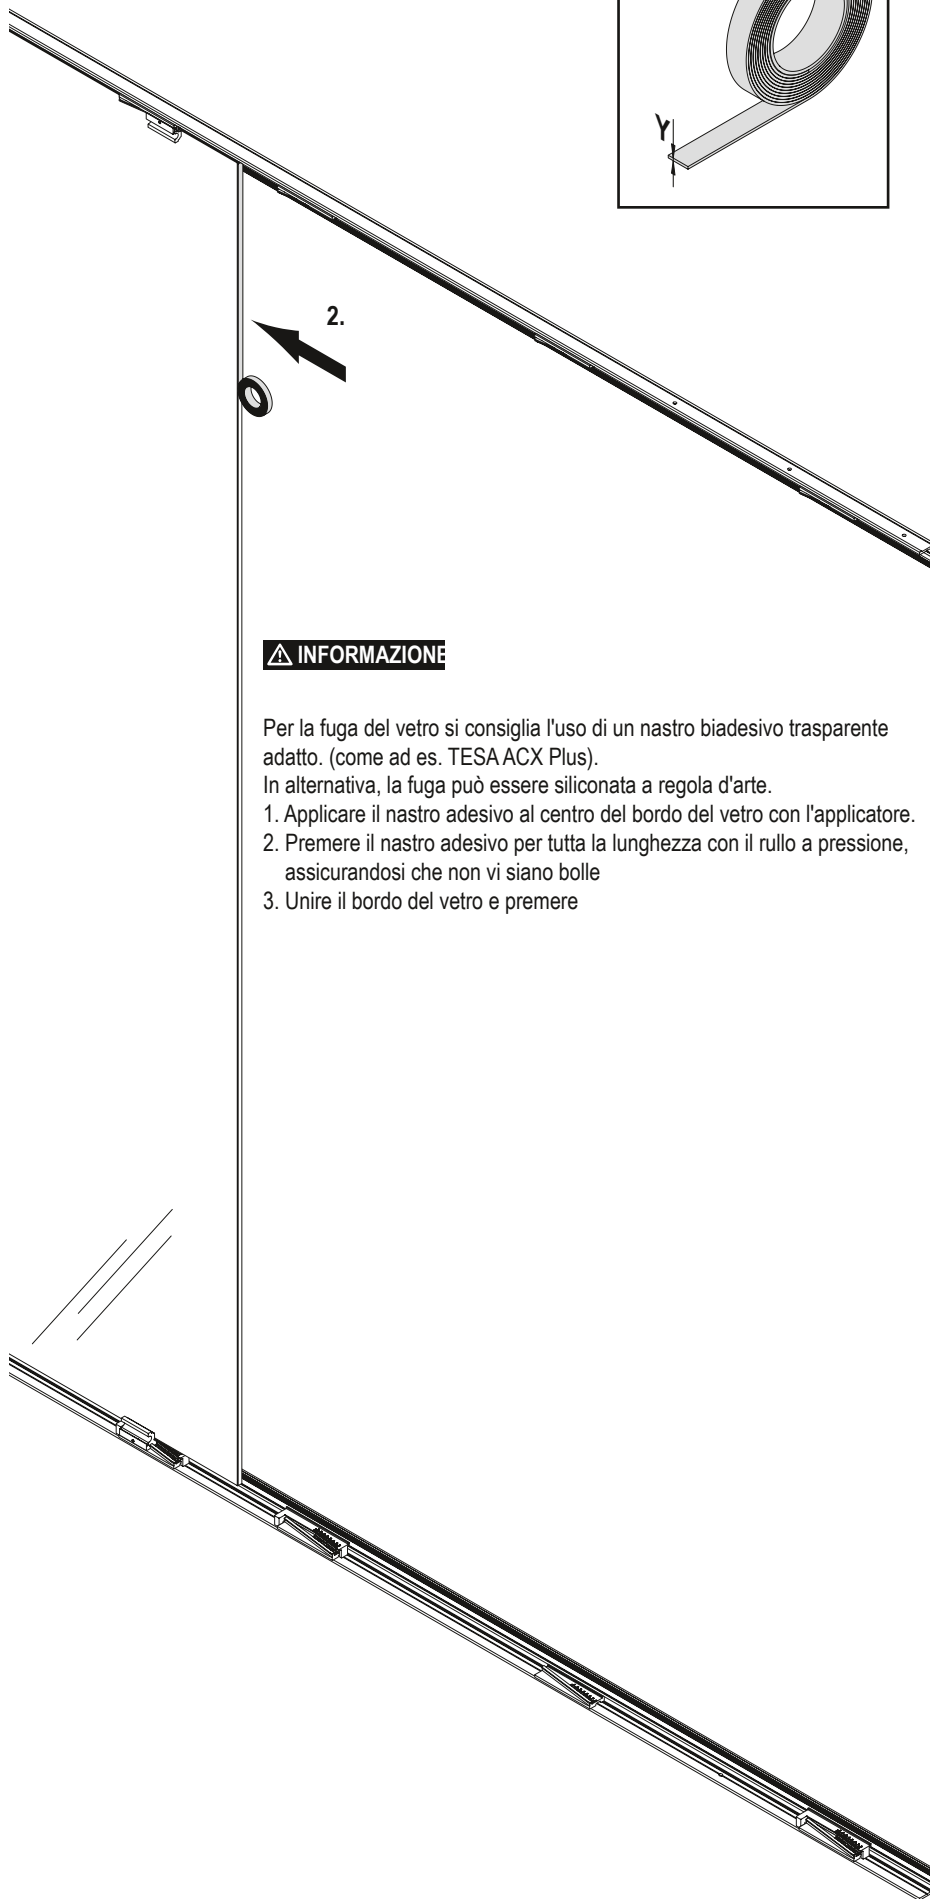 Y
2.
INFORMAZIONE
Per la fuga del vetro si consiglia l'uso di un nastro biadesivo trasparente
adatto. (come ad es. TESA ACX Plus).
In alternativa, la fuga può essere siliconata a regola d'arte.
1. Applicare il nastro adesivo al centro del bordo del vetro con l'applicatore.
2. Premere il nastro adesivo per tutta la lunghezza con il rullo a pressione,
assicurandosi che non vi siano bolle
3. Unire il bordo del vetro e premere